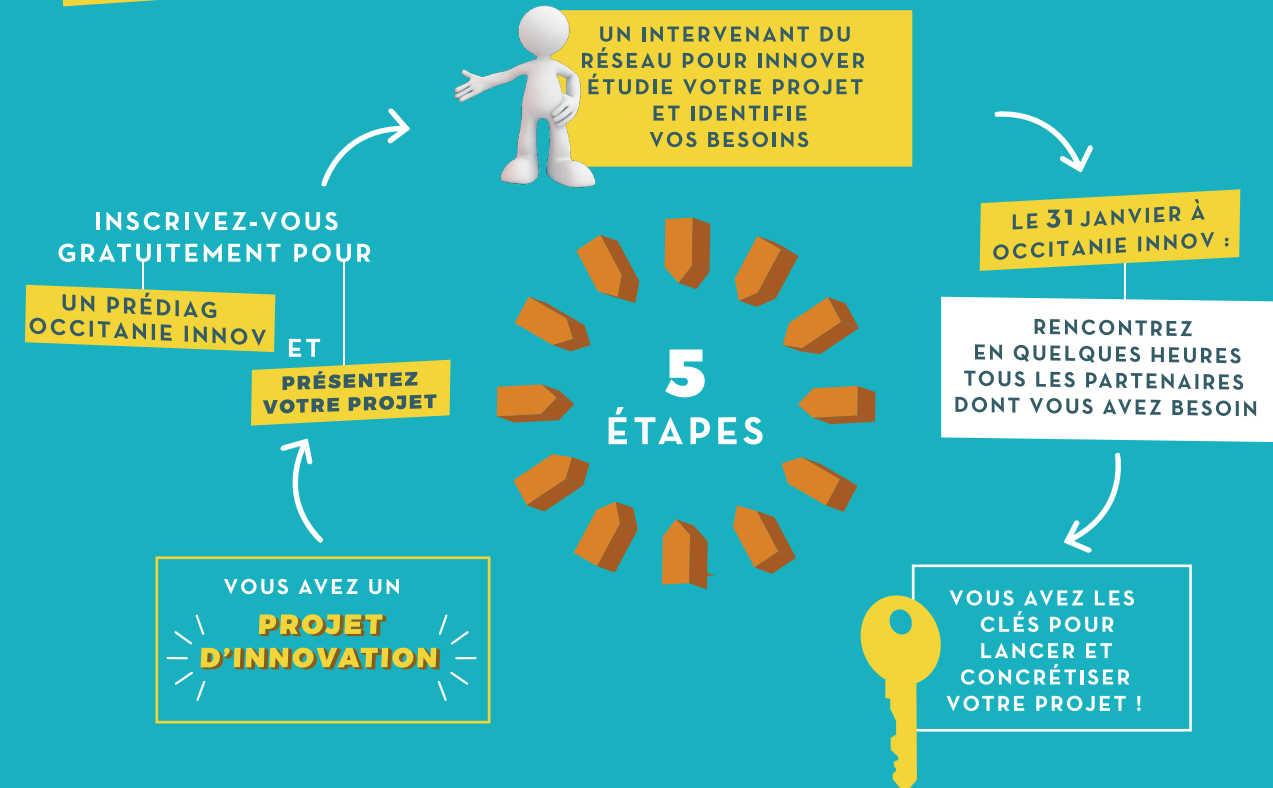 UN INTERVENANT DU
RÉSEAU POUR INNOVER
ÉTUDIE VOTRE PROJET
ET IDENTIFIE
VOS BESOINS
INSCRIVEZ-VOUS
GRATUITEMENT POUR
UN PRÉDIAG
OCCITANIE INNOV
ET
PRÉSENTEZ
VOTRE PROJET
5
ÉTAPES
LE 31 JANVIER À
OCCITANIE INNOV :
RENCONTREZ
EN QUELQUES HEURES
TOUS LES PARTENAIRES
DONT VOUS AVEZ BESOIN
VOUS AVEZ UN
PROJET
D'INNOVATION
VOUS AVEZ LES
CLÉS POUR
LANCER ET
CONCRÉTISER
VOTRE PROJET !